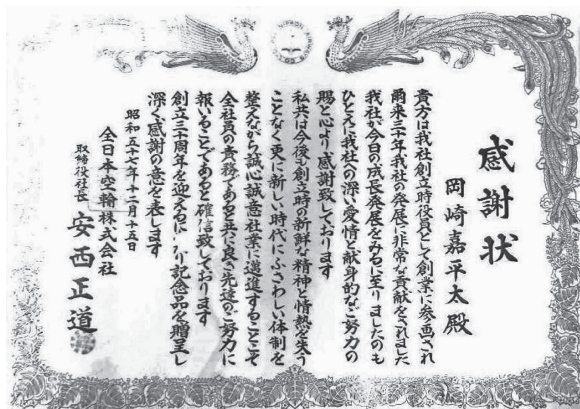 感謝状
岡崎嘉平太殿
貴方は我社創立時役員として創業に参画され
爾来三十年我社の発展に非常な貢献をされました
我社が今日の成長発展をみるに至りましたのも
ひとえに我社への深い愛情と献身的なご努力の
賜と心より感謝致しております
私共は今後も創立時の新鮮な精神と情熱を失う
ことなく更に新しい時代にふさわしい体制を
整えながら誠心誠意社業に邁進することこそ
全社員の責務であると共に良き先達のご努力に
報いることであると確信致しております
創立三十周年を迎えるに り記念品を贈呈し
深く感謝の意を表します
昭和五十七年十二月十五日
全日本空輸株式会社
取締役社長 安西正道